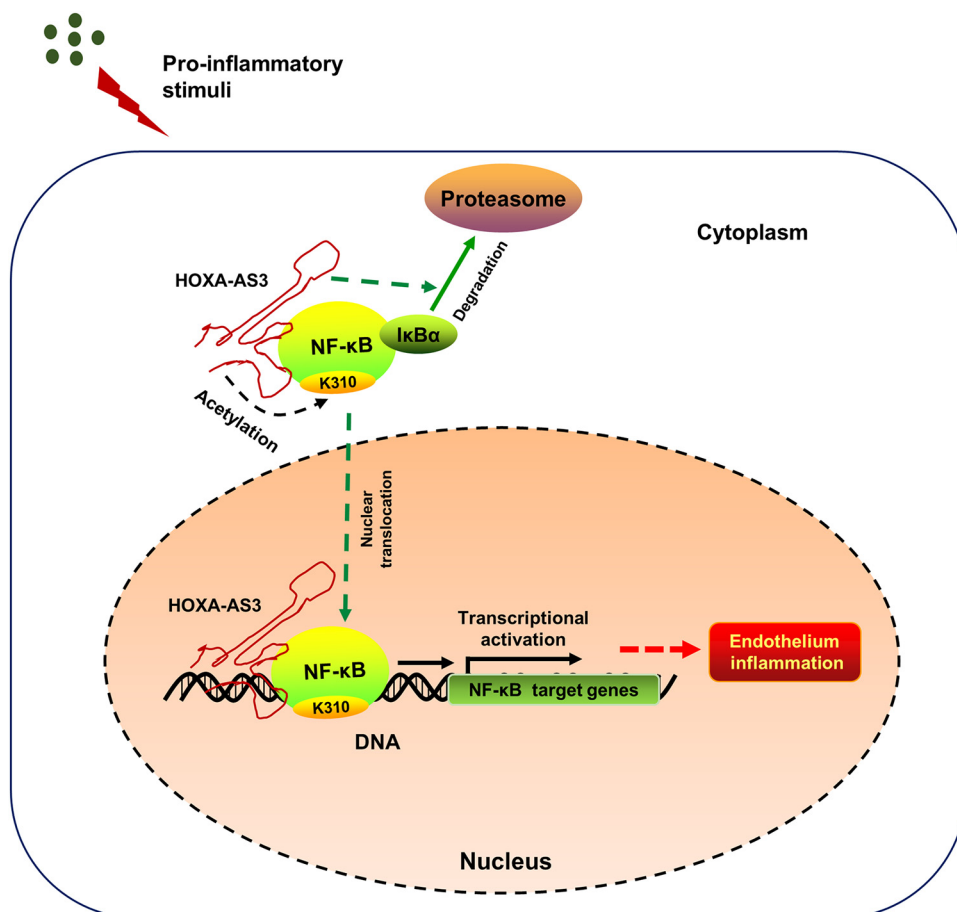 Pro-inflammatory
stimuli
Proteasome
Cytoplasm
HOXA-AS3
Degradation
NF-κB
IκBα
K310
Acetylation
Nuclear
translocation
HOXA-AS3
Transcriptional
activation
Endothelium
inflammation
NF-κB
NF-κB target genes
K310
DNA
Nucleus